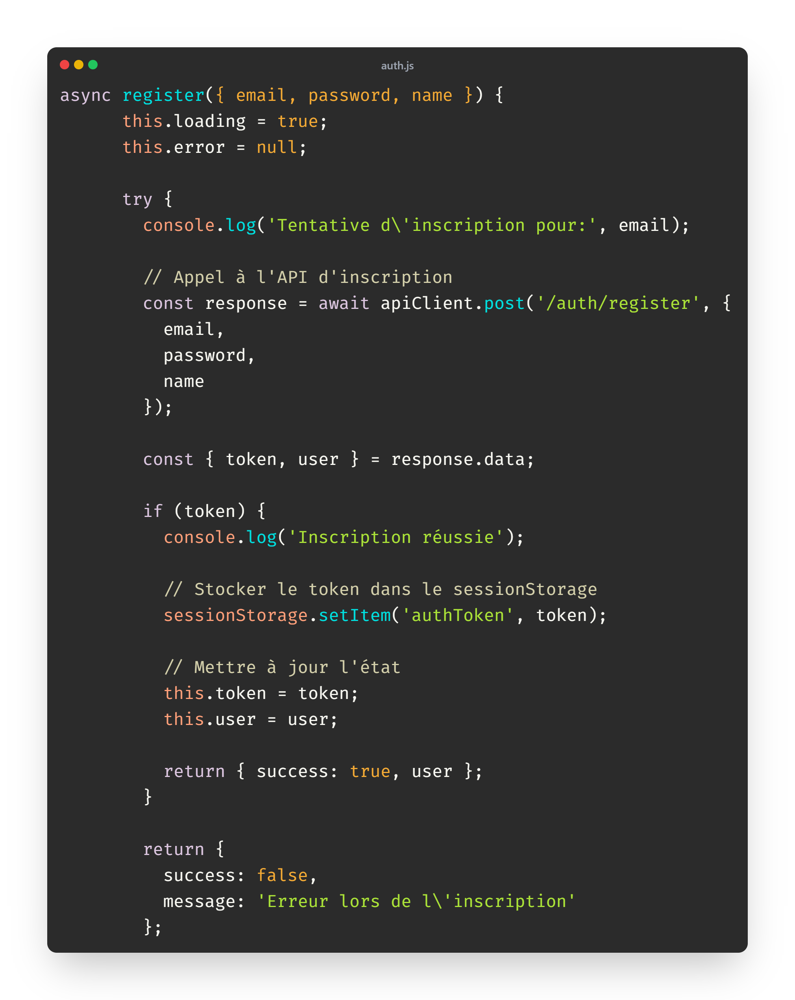 auth.js
async register({ email, password, name }) {
this.loading = true;
this.error = null;
try {
console.log('Tentative d\'inscription pour:', email);
// Appel à l'API d'inscription
const response = await apiClient.post('/auth/register', {
email,
password,
name
});
const { token, user } = response.data;
if (token) {
console.log('Inscription réussie');
// Stocker le token dans le sessionStorage
sessionStorage.setItem('authToken', token);
// Mettre à jour l'état
this.token = token;
this.user = user;
return { success: true, user };
}
return {
success: false,
message: 'Erreur lors de l\'inscription'
};